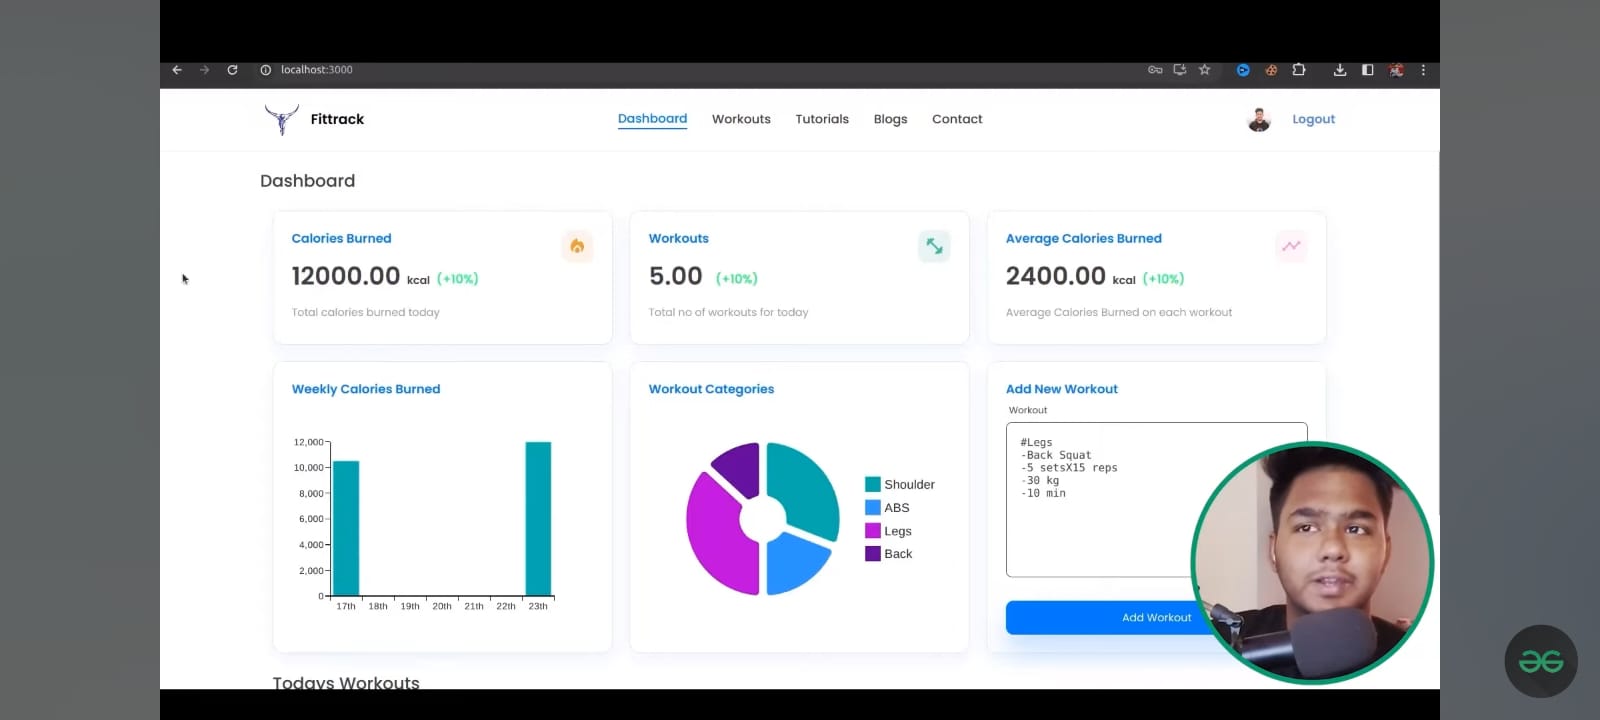 localhost:3000
Fittrack
Dashboard
Workouts
Tutorials
Blogs
Contact
Logout
Dashboard
Calories Burned
12000.00 kcal (+10%)
Total calories burned today
Workouts
5.00 (+10%)
Total no of workouts for today
Average Calories Burned
2400.00 kcal (+10%)
Average Calories Burned on each workout
Weekly Calories Burned
12,000
10,000
8,000
6,000
4,000
2,000
0
17th 18th 19th 20th 21th 22th 23th
Workout Categories
Shoulder
ABS
Legs
Back
Add New Workout
Workout
#Legs
-Back Squat
-5 setsX15 reps
-30 kg
-10 min
Add Workout
Todays Workouts